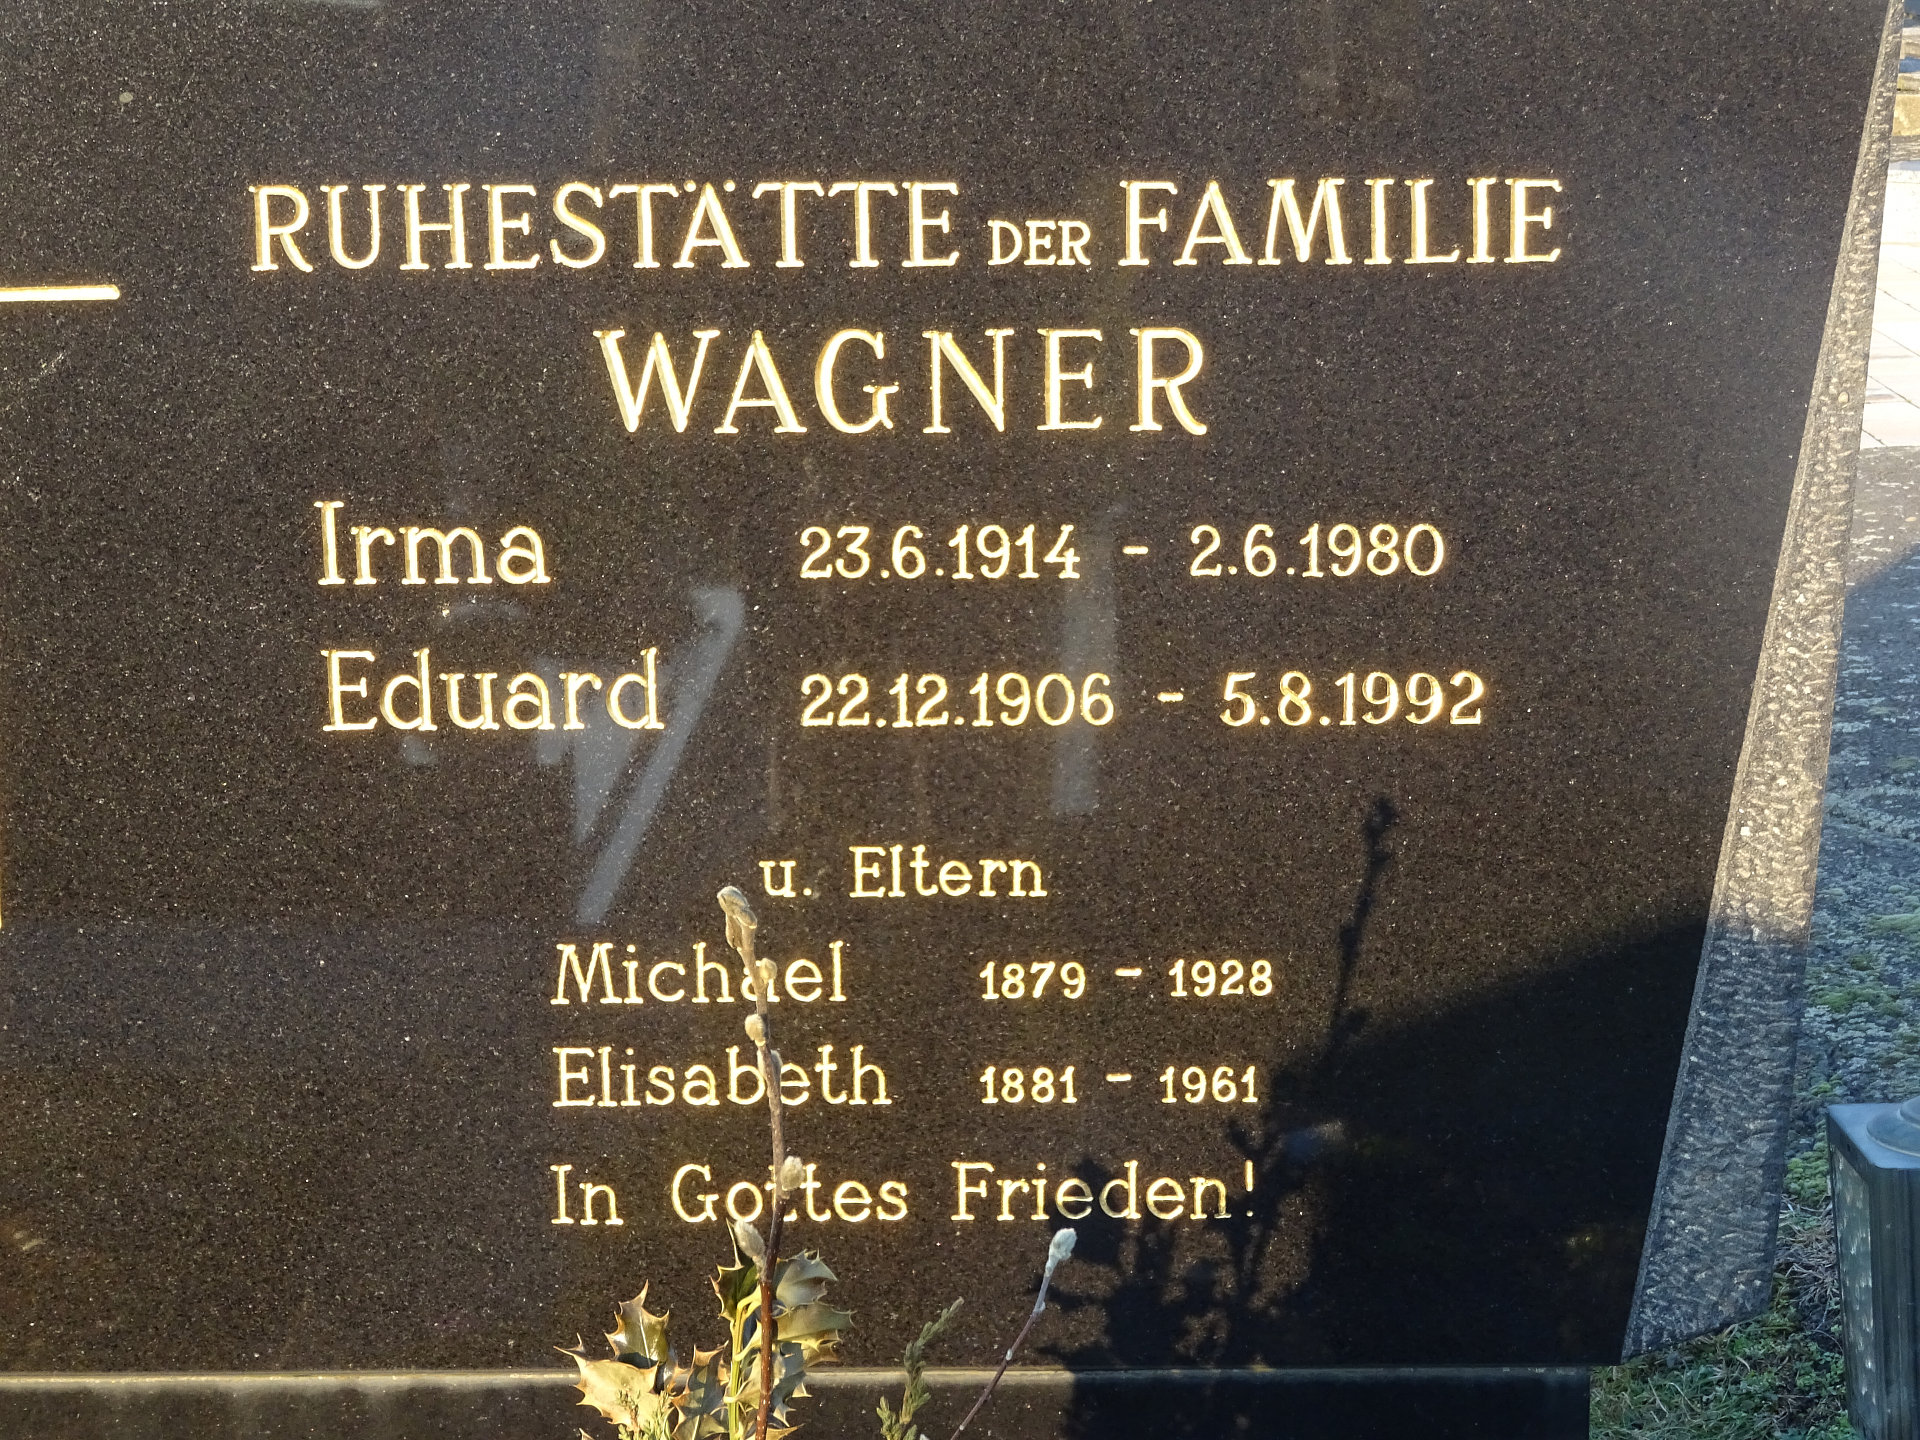 RUHESTÄTTE DER FAMILIE
WAGNER
Irma 23.6.1914 - 2.6.1980
Eduard 22.12.1906 - 5.8.1992
u. Eltern
Michael 1879 - 1928
Elisabeth 1881 - 1961
In Gottes Frieden!